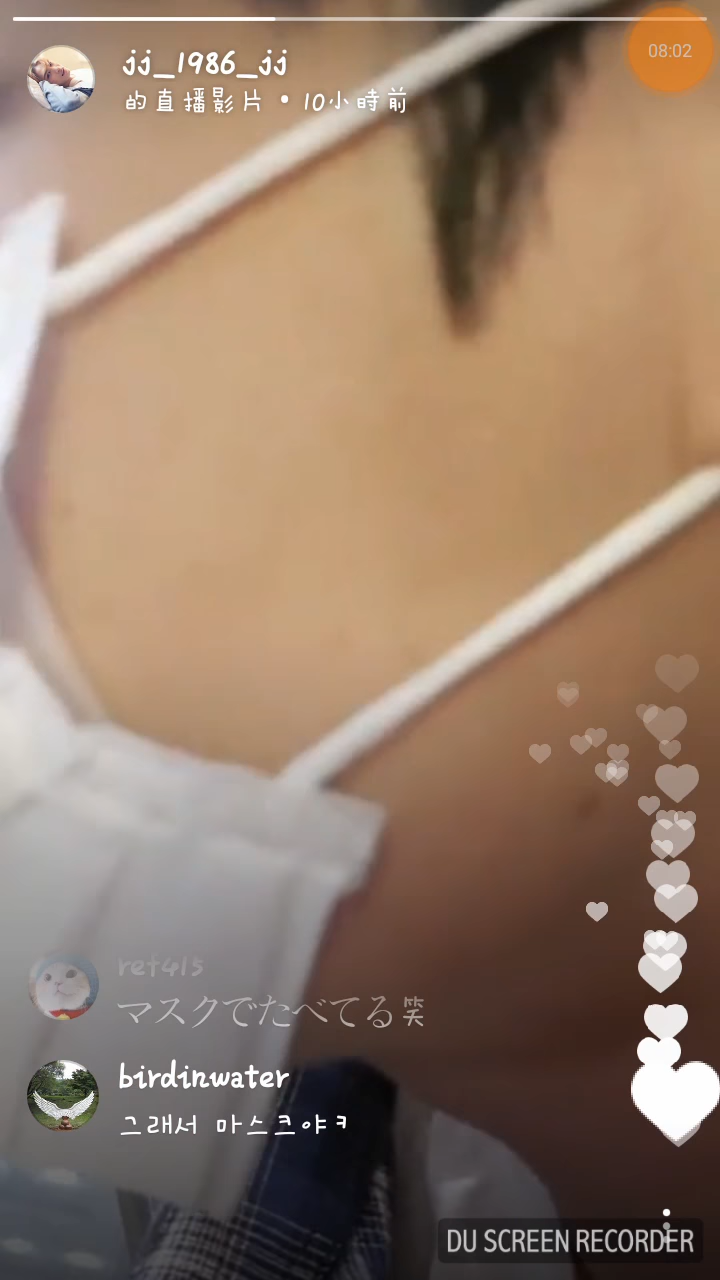 jj_1986_jj
08:02
的直播影片 • 10小時前
ret415
マスクでたべてる笑
birdinwater
그래서 마스크야ㅋ
DU SCREEN RECORDER